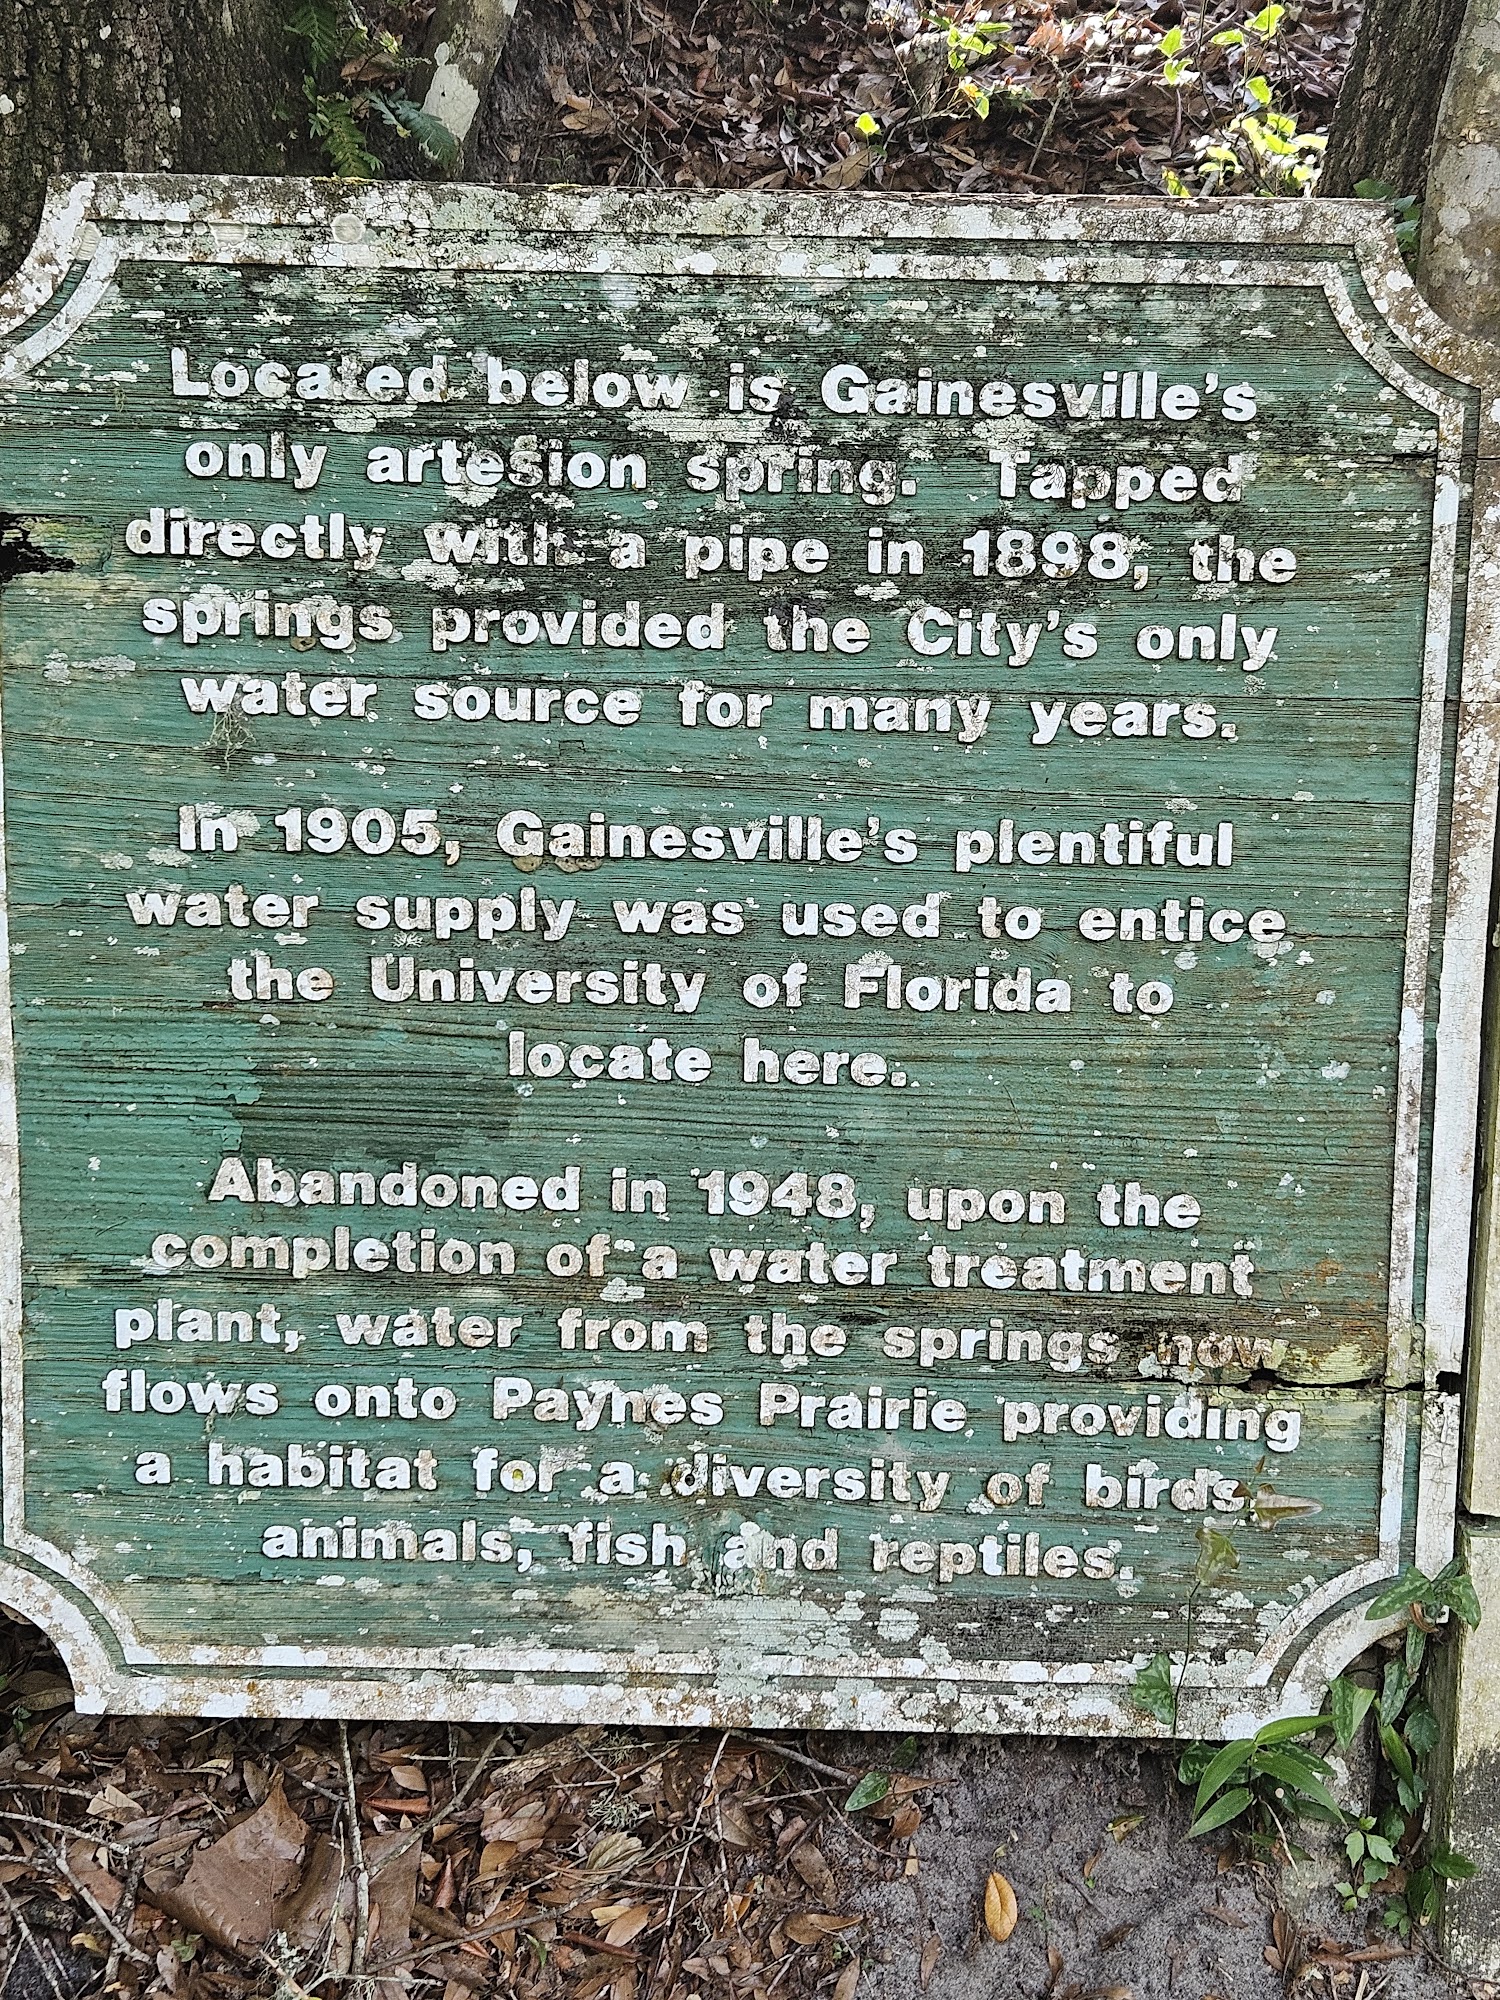 Located below is Gainesville's
only artesion spring. Tapped
directly with a pipe in 1898, the
springs provided the City's only
water source for many years.
In 1905, Gainesville's plentiful
water supply was used to entice
the University of Florida to
locate here.
Abandoned in 1948, upon the
completion of a water treatment
plant, water from the springs now
flows onto Paynes Prairie providing
a habitat for a diversity of birds,
animals, fish and reptiles.